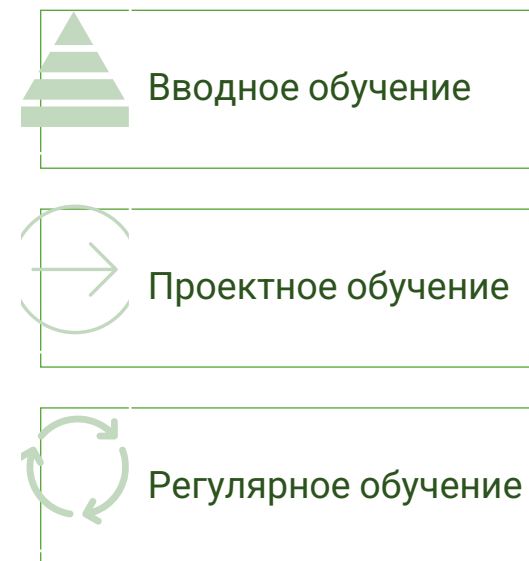 Вводное обучение
Проектное обучение
Регулярное обучение